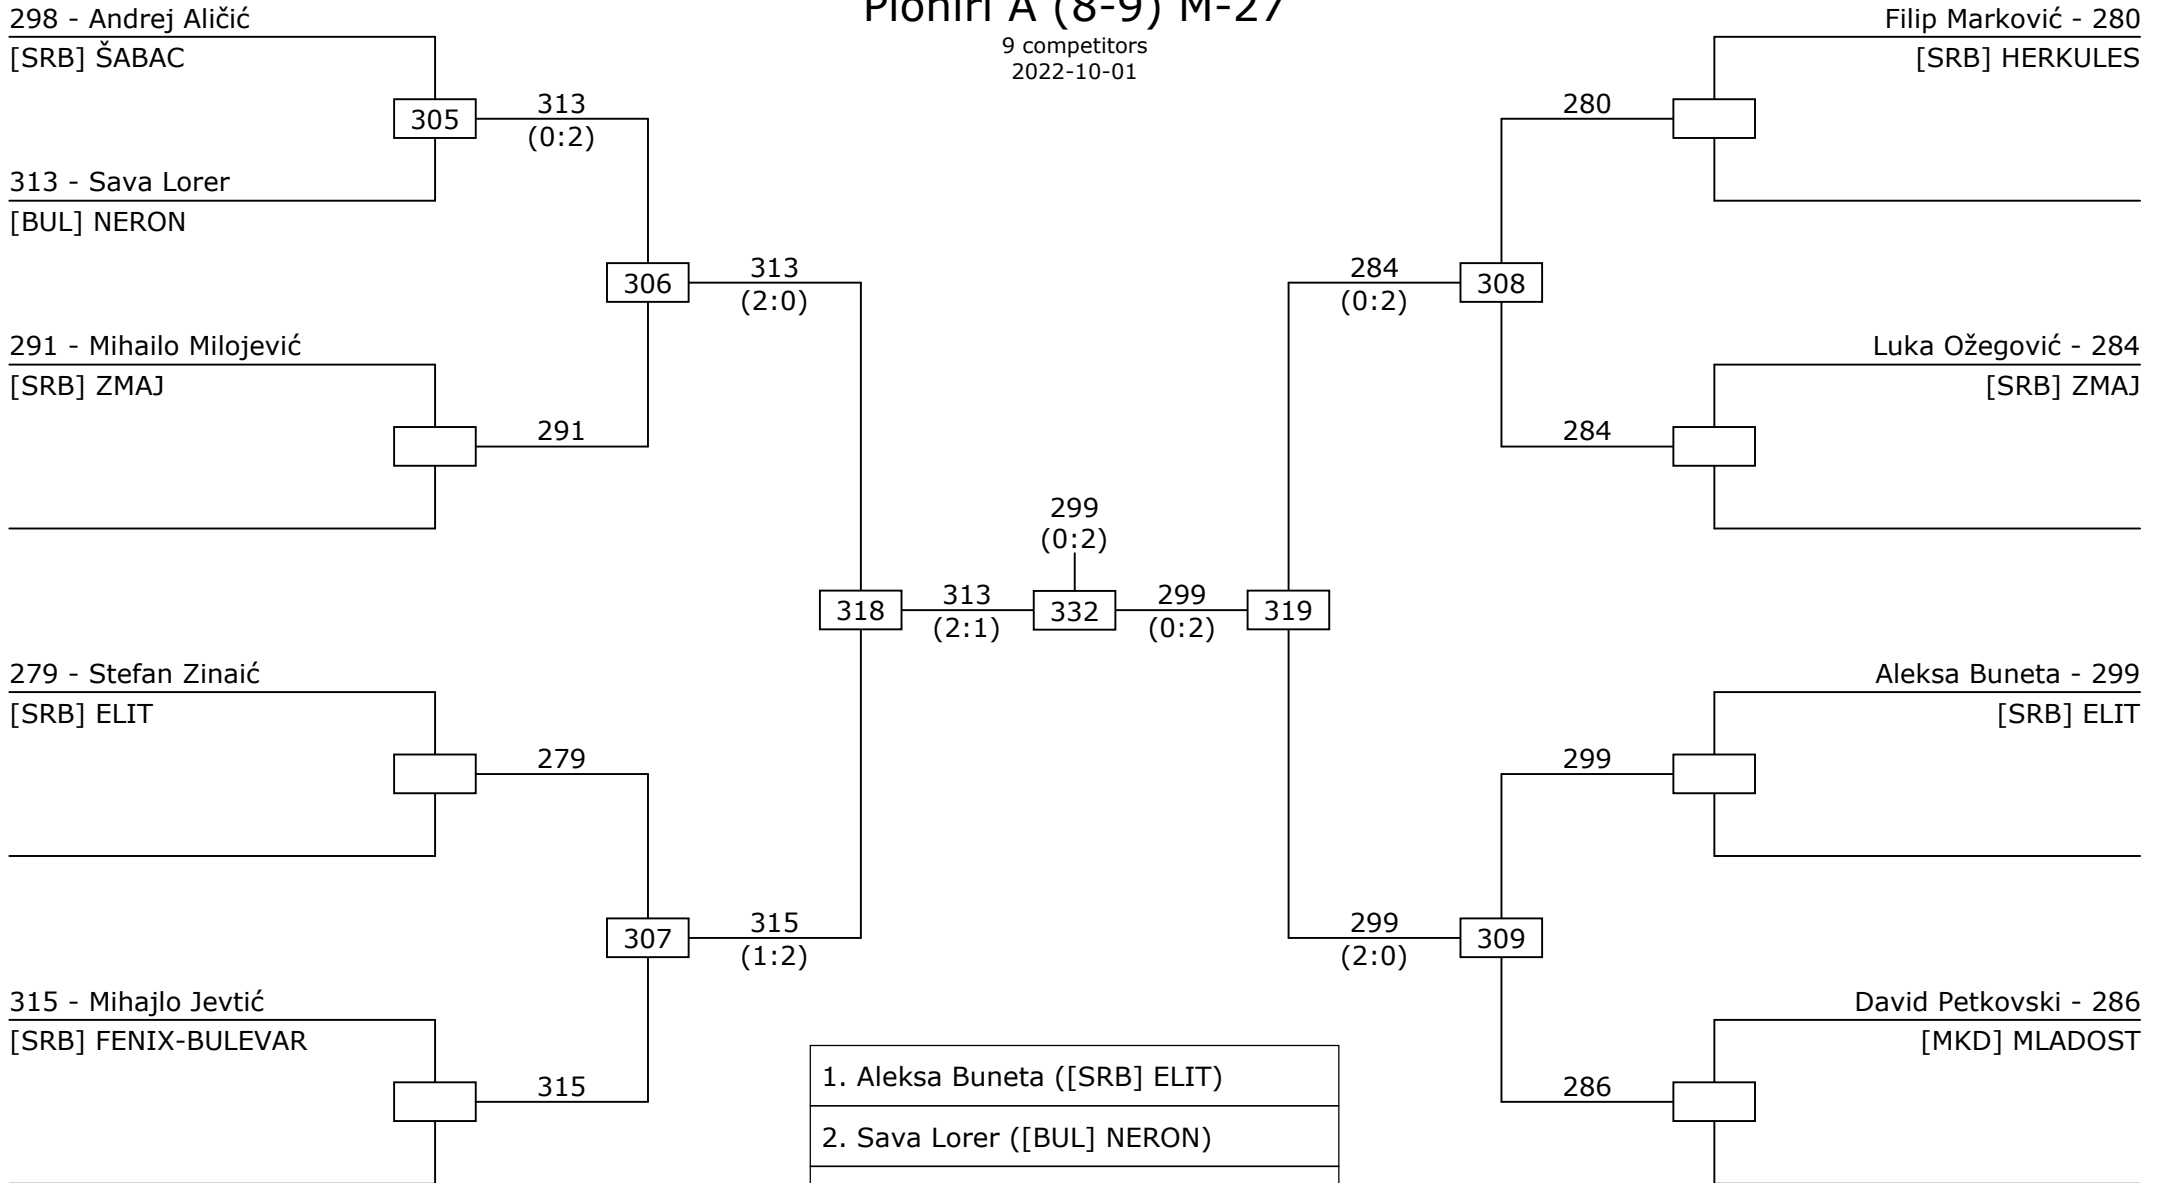 Pioniri A (8-9) M-27
9 competitors
2022-10-01
298 - Andrej Aličić
[SRB] ŠABAC
305
313
(0:2)
313 - Sava Lorer
[BUL] NERON
306
313
(2:0)
291 - Mihailo Milojević
[SRB] ZMAJ
291
279 - Stefan Zinaić
[SRB] ELIT
279
307
315
(1:2)
315 - Mihajlo Jevtić
[SRB] FENIX-BULEVAR
315
318
313
(2:1)
299
(0:2)
332
299
(0:2)
319
Filip Marković - 280
[SRB] HERKULES
280
284
(0:2)
308
Luka Ožegović - 284
[SRB] ZMAJ
284
Aleksa Buneta - 299
[SRB] ELIT
299
299
(2:0)
309
David Petkovski - 286
[MKD] MLADOST
286
1. Aleksa Buneta ([SRB] ELIT)
2. Sava Lorer ([BUL] NERON)